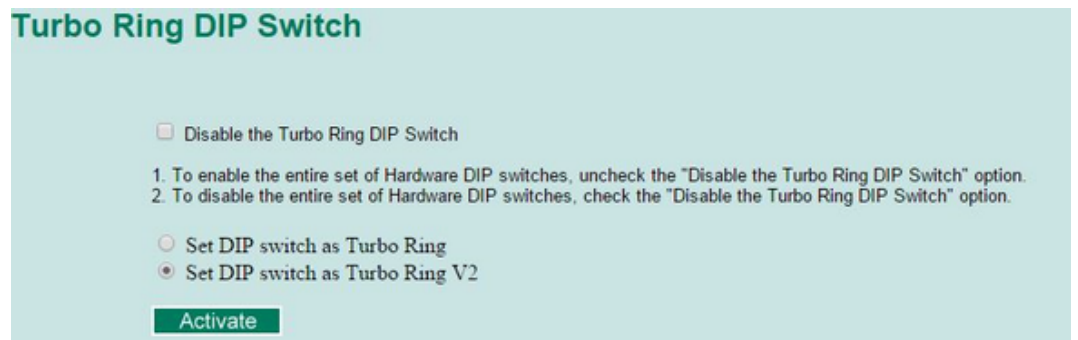 Turbo Ring DIP Switch
Disable the Turbo Ring DIP Switch
1. To enable the entire set of Hardware DIP switches, uncheck the "Disable the Turbo Ring DIP Switch" option.
2. To disable the entire set of Hardware DIP switches, check the "Disable the Turbo Ring DIP Switch" option.
Set DIP switch as Turbo Ring
Set DIP switch as Turbo Ring V2
Activate